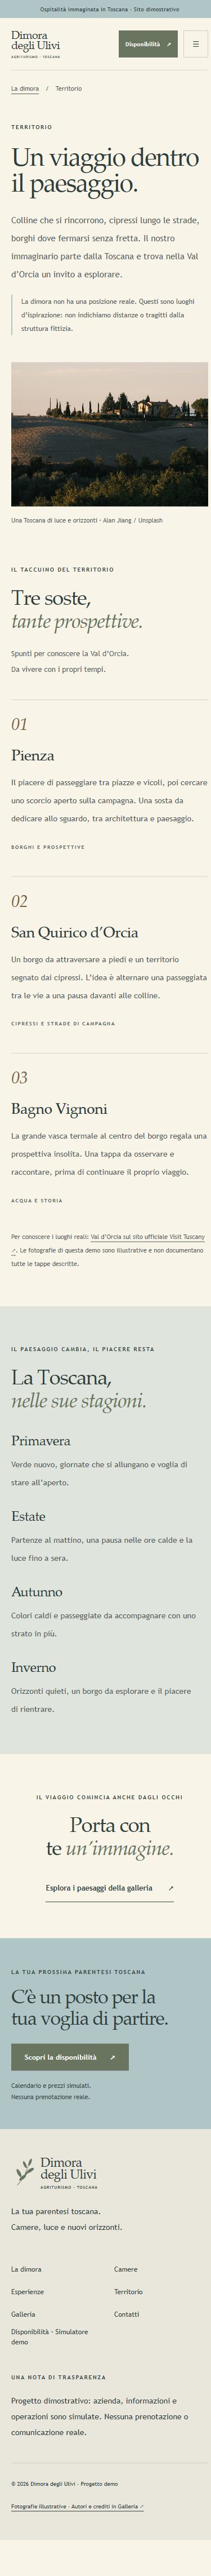 Ospitalità immaginata in Toscana · Sito dimostrativo
Dimora
degli Ulivi
AGRITURISMO · TOSCANA
Disponibilità ↗
☰
La dimora / Territorio
TERRITORIO
Un viaggio dentro
il paesaggio.
Colline che si rincorrono, cipressi lungo le strade,
borghi dove fermarsi senza fretta. Il nostro
immaginario parte dalla Toscana e trova nella Val
d’Orcia un invito a esplorare.
La dimora non ha una posizione reale. Questi sono luoghi
d’ispirazione: non indichiamo distanze o tragitti dalla
struttura fittizia.
Una Toscana di luce e orizzonti · Alan Jiang / Unsplash
IL TACCUINO DEL TERRITORIO
Tre soste,
tante prospettive.
Spunti per conoscere la Val d’Orcia.
Da vivere con i propri tempi.
01
Pienza
Il piacere di passeggiare tra piazze e vicoli, poi cercare
uno scorcio aperto sulla campagna. Una sosta da
dedicare allo sguardo, tra architettura e paesaggio.
BORGHI E PROSPETTIVE
02
San Quirico d’Orcia
Un borgo da attraversare a piedi e un territorio
segnato dai cipressi. L’idea è alternare una passeggiata
tra le vie a una pausa davanti alle colline.
CIPRESSI E STRADE DI CAMPAGNA
03
Bagno Vignoni
La grande vasca termale al centro del borgo regala una
prospettiva insolita. Una tappa da osservare e
raccontare, prima di continuare il proprio viaggio.
ACQUA E STORIA
Per conoscere i luoghi reali: Val d’Orcia sul sito ufficiale Visit Tuscany
↗. Le fotografie di questa demo sono illustrative e non documentano
tutte le tappe descritte.
IL PAESAGGIO CAMBIA, IL PIACERE RESTA
La Toscana,
nelle sue stagioni.
Primavera
Verde nuovo, giornate che si allungano e voglia di
stare all’aperto.
Estate
Partenze al mattino, una pausa nelle ore calde e la
luce fino a sera.
Autunno
Colori caldi e passeggiate da accompagnare con uno
strato in più.
Inverno
Orizzonti quieti, un borgo da esplorare e il piacere
di rientrare.
IL VIAGGIO COMINCIA ANCHE DAGLI OCCHI
Porta con
te un’immagine.
Esplora i paesaggi della galleria ↗
LA TUA PROSSIMA PARENTESI TOSCANA
C’è un posto per la
tua voglia di partire.
Scopri la disponibilità ↗
Calendario e prezzi simulati.
Nessuna prenotazione reale.
Dimora
degli Ulivi
AGRITURISMO · TOSCANA
La tua parentesi toscana.
Camere, luce e nuovi orizzonti.
La dimora Camere
Esperienze Territorio
Galleria Contatti
Disponibilità · Simulatore
demo
UNA NOTA DI TRASPARENZA
Progetto dimostrativo: azienda, informazioni e
operazioni sono simulate. Nessuna prenotazione o
comunicazione reale.
© 2026 Dimora degli Ulivi · Progetto demo
Fotografie illustrative · Autori e crediti in Galleria ↗